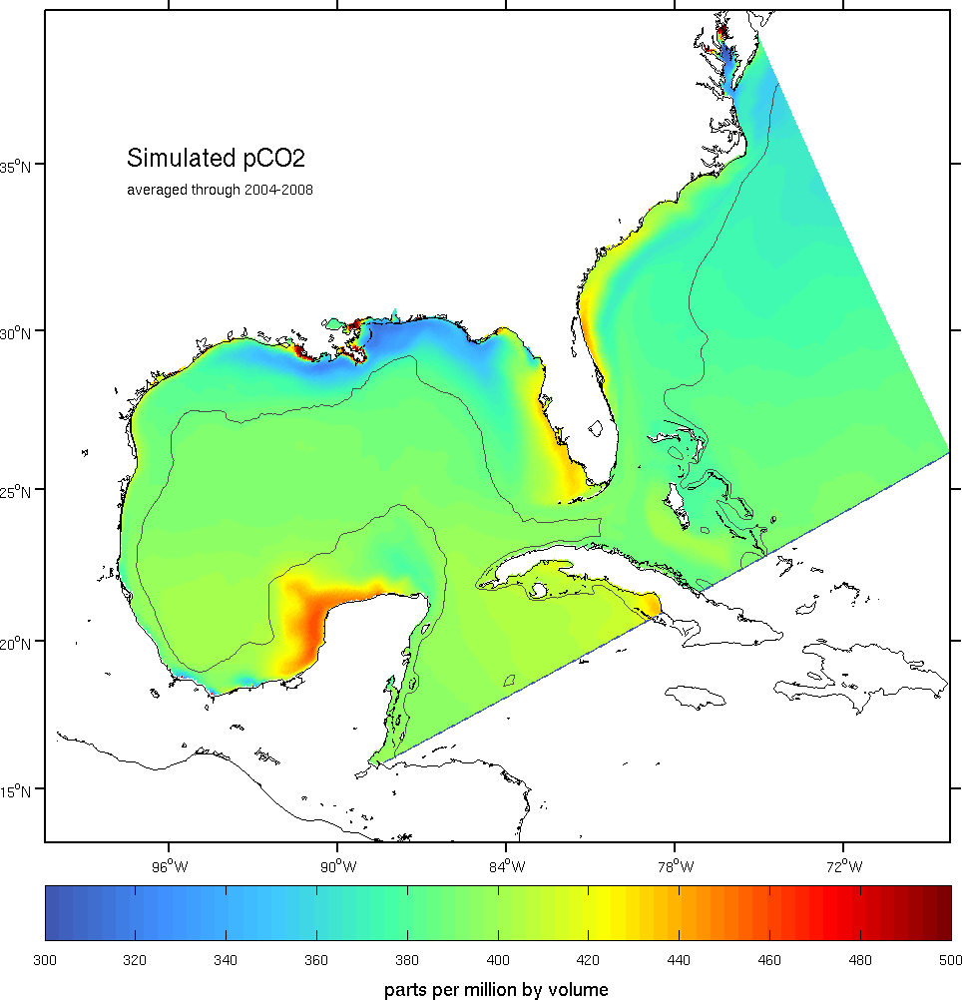 Simulated pCO2
averaged through 2004-2008
35°N
30°N
25°N
20°N
15°N
96°W 90°W 84°W 78°W 72°W
300 320 340 360 380 400 420 440 460 480 500
parts per million by volume